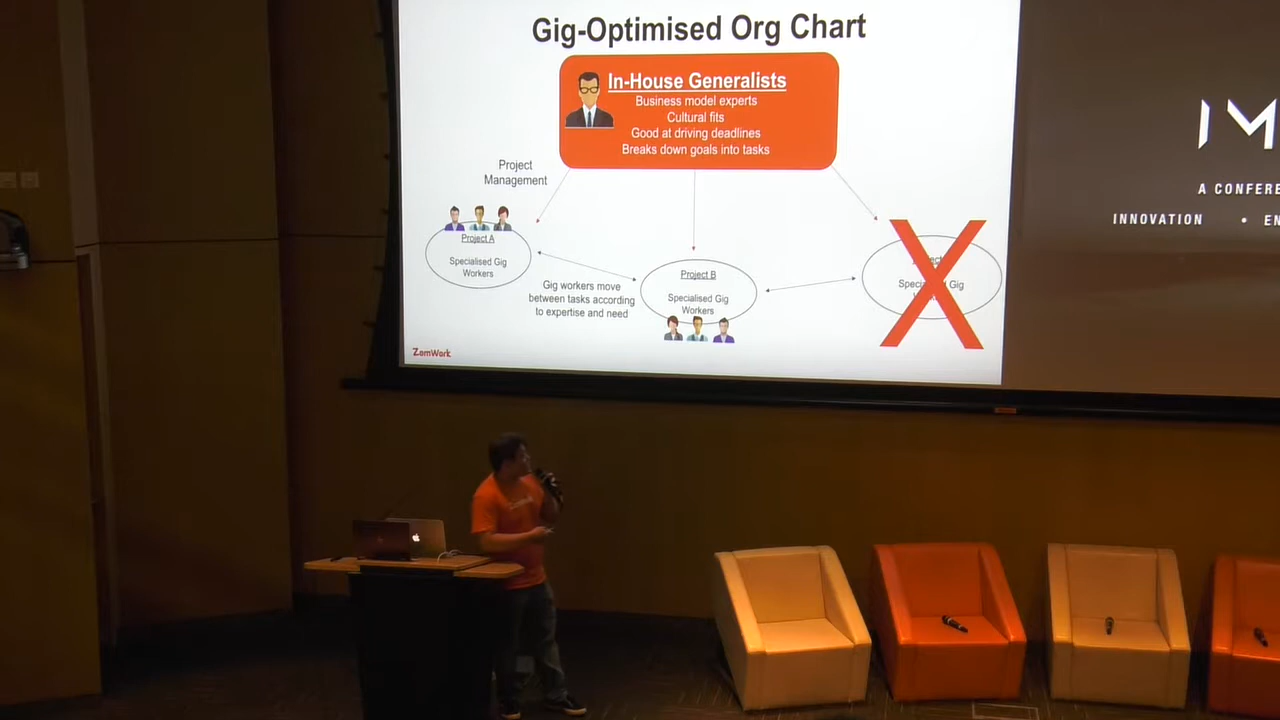 Gig-Optimised Org Chart
In-House Generalists
Business model experts
Cultural fits
Good at driving deadlines
Breaks down goals into tasks
Project
Management
Project A
Specialised Gig
Workers
Gig workers move
between tasks according
to expertise and need
Project B
Specialised Gig
Workers
Gig
ZomWork
A CONFERE
INNOVATION • EN